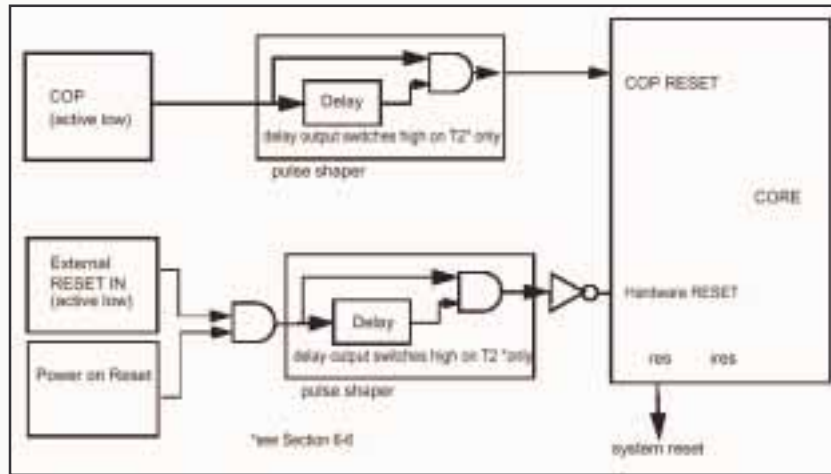 COP
(active low)
Delay
delay output switches high on T2* only
pulse shaper
COP RESET
CORE
External
RESET IN
(active low)
Power on Reset
Delay
delay output switches high on T2 *only
pulse shaper
Hardware RESET
res ires
*see Section 6-6
system reset